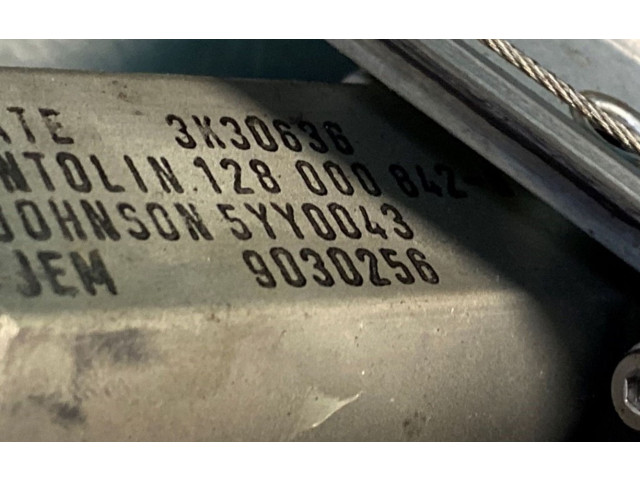 ATE 3K30636
NTOLIN 128 000 842-
JOHNSON 5YY0043
JEM 9030256